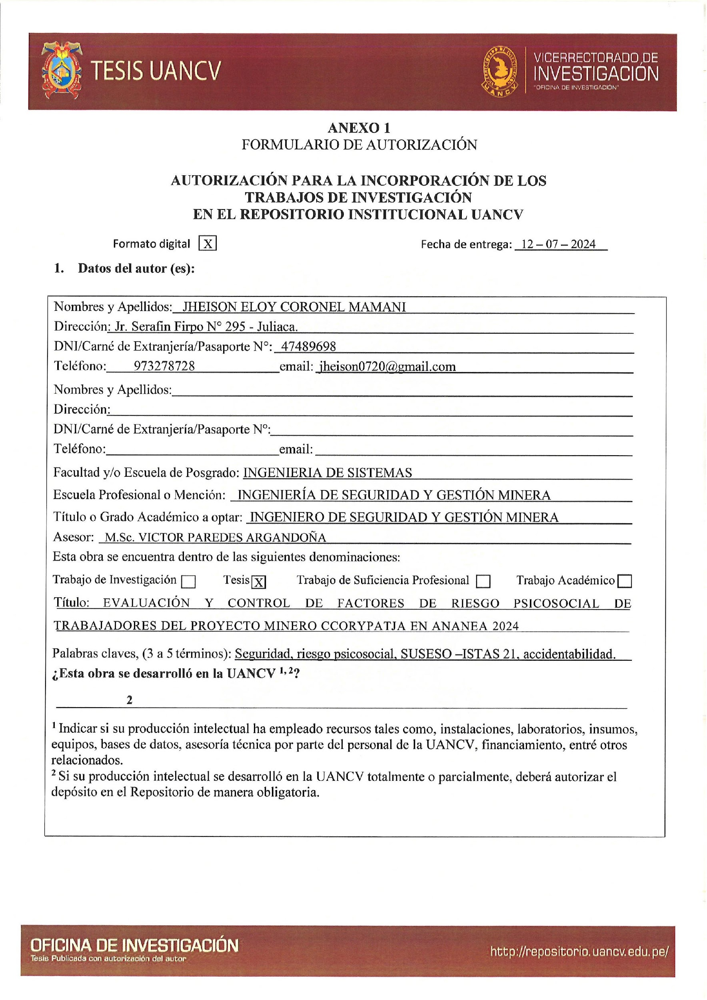 TESIS UANCV
VICERRECTORADO DE
INVESTIGACIÓN
"OFICINA DE INVESTIGACIÓN"
UANCV
ANEXO 1
FORMULARIO DE AUTORIZACIÓN
AUTORIZACIÓN PARA LA INCORPORACIÓN DE LOS
TRABAJOS DE INVESTIGACIÓN
EN EL REPOSITORIO INSTITUCIONAL UANCV
Formato digital X Fecha de entrega: 12 – 07 – 2024
1. Datos del autor (es):
Nombres y Apellidos: JHEISON ELOY CORONEL MAMANI
Dirección: Jr. Serafin Firpo N° 295 - Juliaca.
DNI/Carné de Extranjería/Pasaporte N°: 47489698
Teléfono: 973278728 email: jheison0720@gmail.com
Nombres y Apellidos:
Dirección:
DNI/Carné de Extranjería/Pasaporte N°:
Teléfono: email:
Facultad y/o Escuela de Posgrado: INGENIERIA DE SISTEMAS
Escuela Profesional o Mención: INGENIERÍA DE SEGURIDAD Y GESTIÓN MINERA
Título o Grado Académico a optar: INGENIERO DE SEGURIDAD Y GESTIÓN MINERA
Asesor: M.Sc. VICTOR PAREDES ARGANDOÑA
Esta obra se encuentra dentro de las siguientes denominaciones:
Trabajo de Investigación Tesis X Trabajo de Suficiencia Profesional Trabajo Académico
Título: EVALUACIÓN Y CONTROL DE FACTORES DE RIESGO PSICOSOCIAL DE
TRABAJADORES DEL PROYECTO MINERO CCORYPATJA EN ANANEA 2024
Palabras claves, (3 a 5 términos): Seguridad, riesgo psicosocial, SUSESO –ISTAS 21, accidentabilidad.
¿Esta obra se desarrolló en la UANCV 1, 2?
2
1 Indicar si su producción intelectual ha empleado recursos tales como, instalaciones, laboratorios, insumos,
equipos, bases de datos, asesoría técnica por parte del personal de la UANCV, financiamiento, entré otros
relacionados.
2 Si su producción intelectual se desarrolló en la UANCV totalmente o parcialmente, deberá autorizar el
depósito en el Repositorio de manera obligatoria.
OFICINA DE INVESTIGACIÓN
Tesis Publicada con autorización del autor
http://repositorio.uancv.edu.pe/